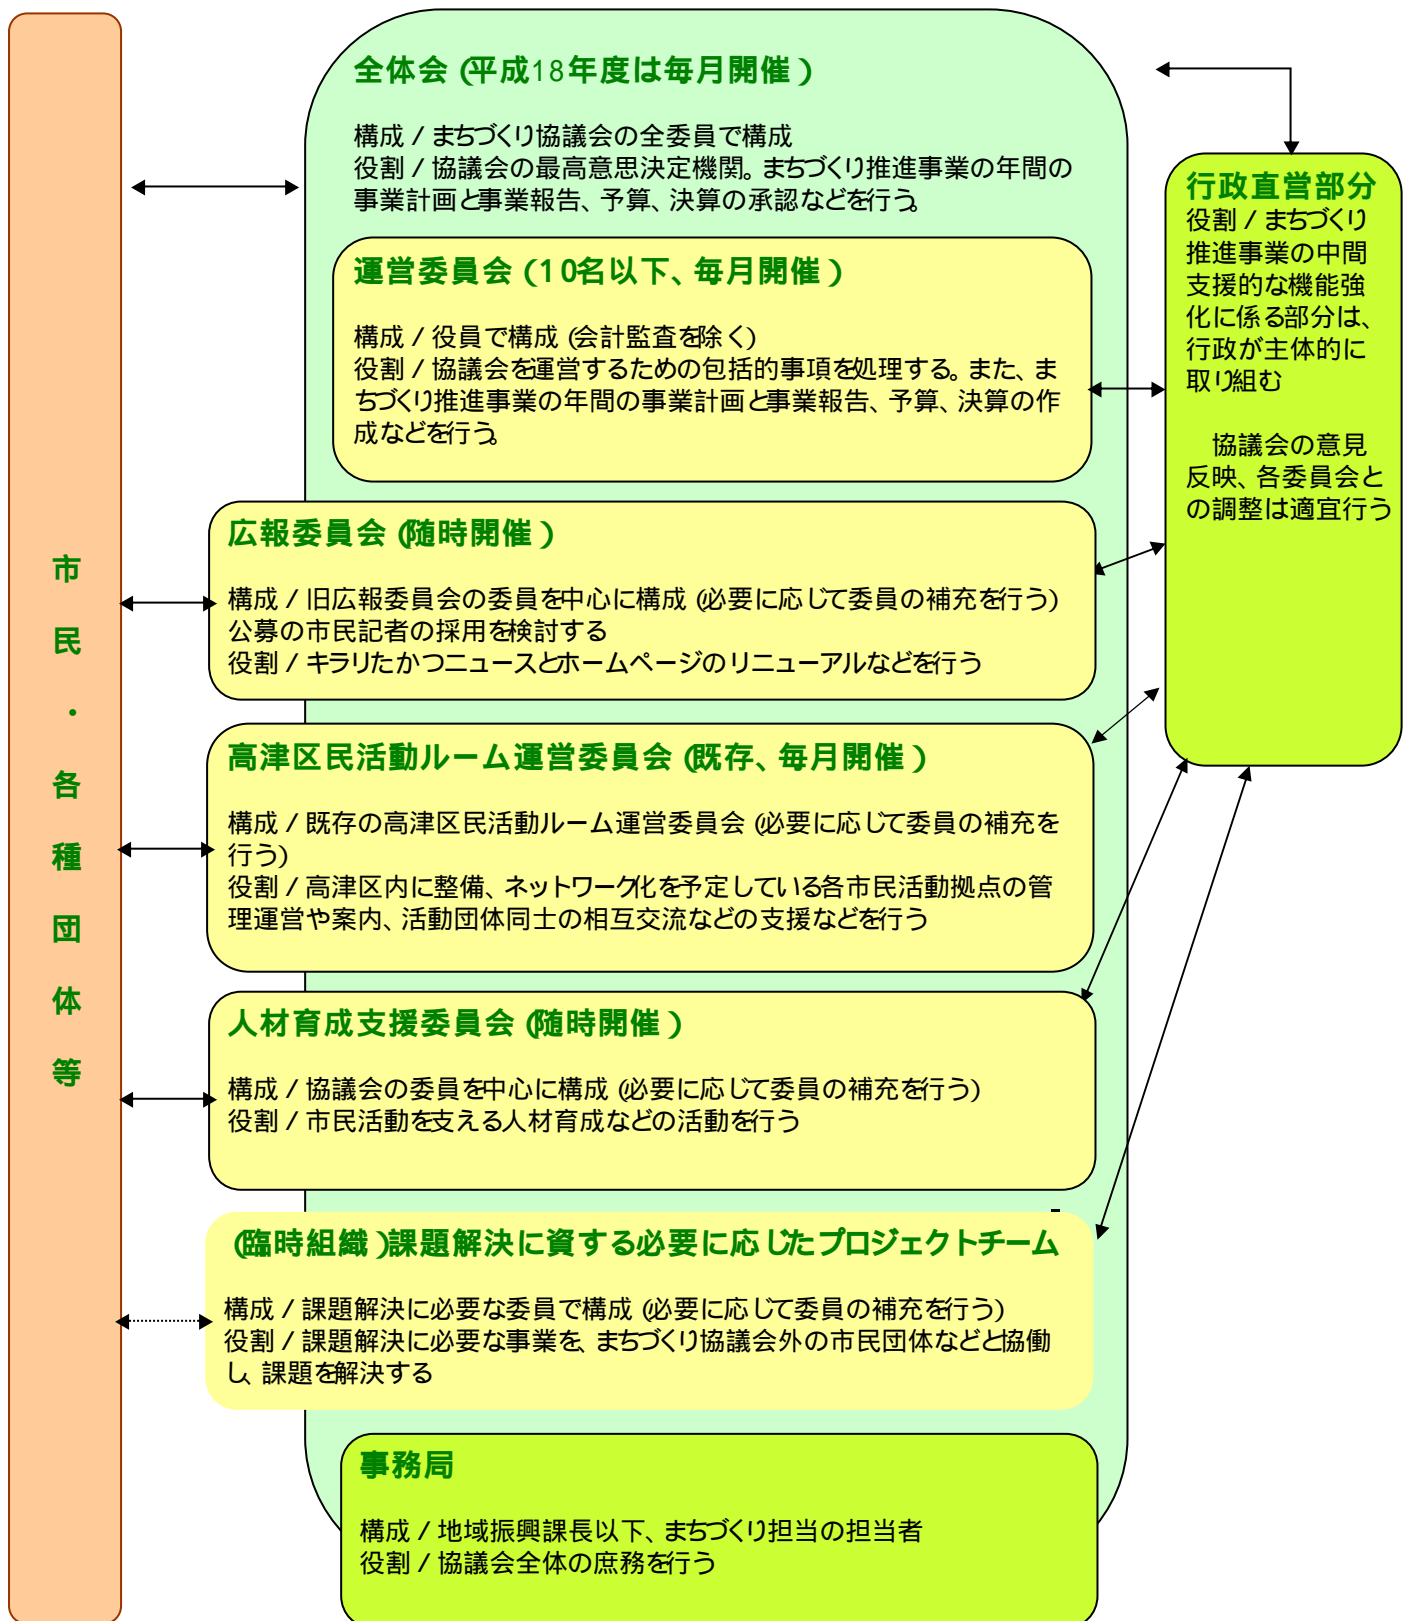 全体会(平成18年度は毎月開催)
構成/まちづくり協議会の全委員で構成
役割/協議会の最高意思決定機関。まちづくり推進事業の年間の
事業計画と事業報告、予算、決算の承認などを行う。
運営委員会(10名以下、毎月開催)
構成/役員で構成(会計監査を除く)
役割/協議会を運営するための包括的事項を処理する。また、ま
ちづくり推進事業の年間の事業計画と事業報告、予算、決算の作
成などを行う。
広報委員会(随時開催)
構成/旧広報委員会の委員を中心に構成(必要に応じて委員の補充を行う)
公募の市民記者の採用を検討する
役割/キラリたかつニュースとホームページのリニューアルなどを行う
高津区民活動ルーム運営委員会(既存、毎月開催)
構成/既存の高津区民活動ルーム運営委員会(必要に応じて委員の補充を
行う)
役割/高津区内に整備、ネットワーク化を予定している各市民活動拠点の管
理運営や案内、活動団体同士の相互交流などの支援などを行う
人材育成支援委員会(随時開催)
構成/協議会の委員を中心に構成(必要に応じて委員の補充を行う)
役割/市民活動を支える人材育成などの活動を行う
(臨時組織)課題解決に資する必要に応じたプロジェクトチーム
構成/課題解決に必要な委員で構成(必要に応じて委員の補充を行う)
役割/課題解決に必要な事業を、まちづくり協議会外の市民団体などと協働
し、課題を解決する
事務局
構成/地域振興課長以下、まちづくり担当の担当者
役割/協議会全体の庶務を行う
行政直営部分
役割/まちづくり
推進事業の中間
支援的な機能強
化に係る部分は、
行政が主体的に
取り組む
協議会の意見
反映、各委員会と
の調整は適宜行う
市民・各種団体等